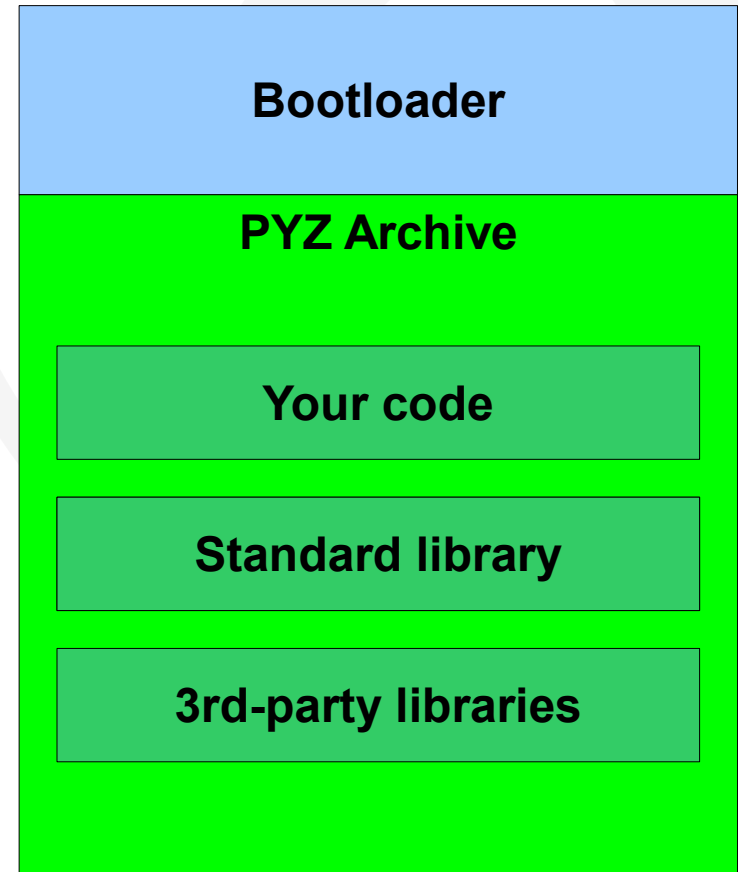 Bootloader
PYZ Archive
Your code
Standard library
3rd-party libraries